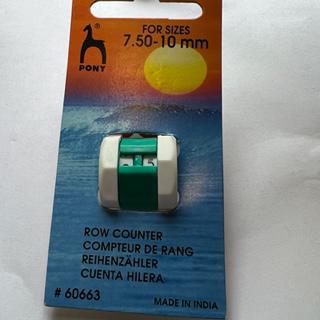 FOR SIZES
7.50-10 mm
PONY
ROW COUNTER
COMPTEUR DE RANG
REIHENZÄHLER
CUENTA HILERA
# 60663
MADE IN INDIA